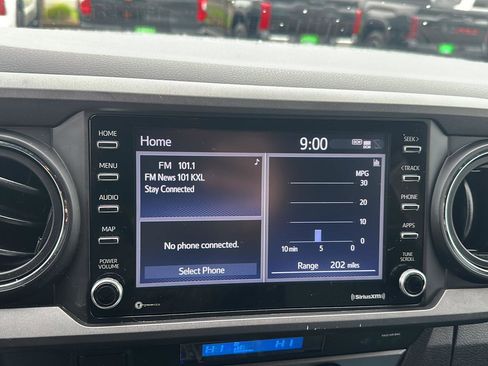 HOME
MENU
AUDIO
MAP
POWER
VOLUME
Home
9:00
DCM
FM 101.1
FM News 101 KXL
Stay Connected
No phone connected.
Select Phone
MPG
30
20
10
0
10 min 5 0
Range 202 miles
SEEK>
<TRACK
PHONE
APPS
TUNE
SCROLL
((SiriusXM))